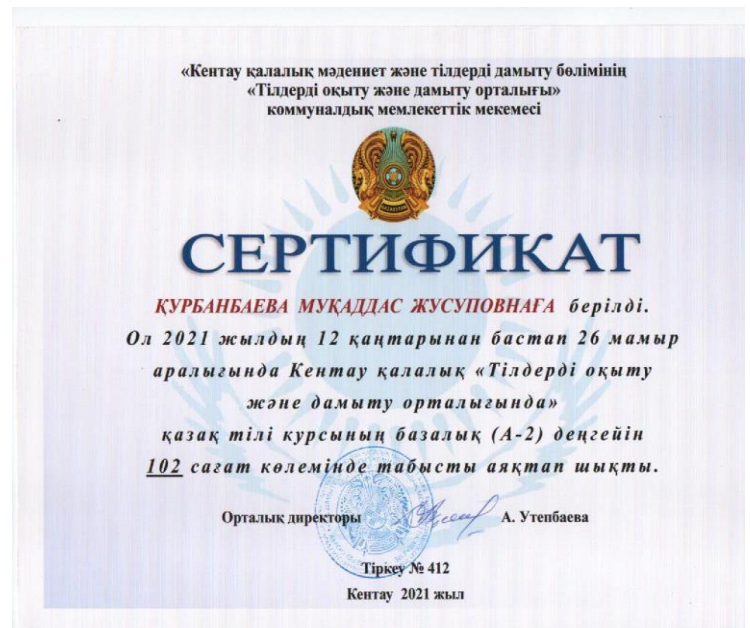 «Кентау қалалық мәдениет және тілдерді дамыту бөлімінің
«Тілдерді оқыту және дамыту орталығы»
коммуналдық мемлекеттік мекемесі
СЕРТИФИКАТ
ҚУРБАНБАЕВА МУҚАДДАС ЖУСУПОВНАҒА берілді.
Ол 2021 жылдың 12 қаңтарынан бастап 26 мамыр
аралығында Кентау қалалық «Тілдерді оқыту
және дамыту орталығында»
қазақ тілі курсының базалық (А-2) деңгейін
102 сағат көлемінде табысты аяқтап шықты.
Орталық директоры А. Утепбаева
Тіркеу № 412
Кентау 2021 жыл